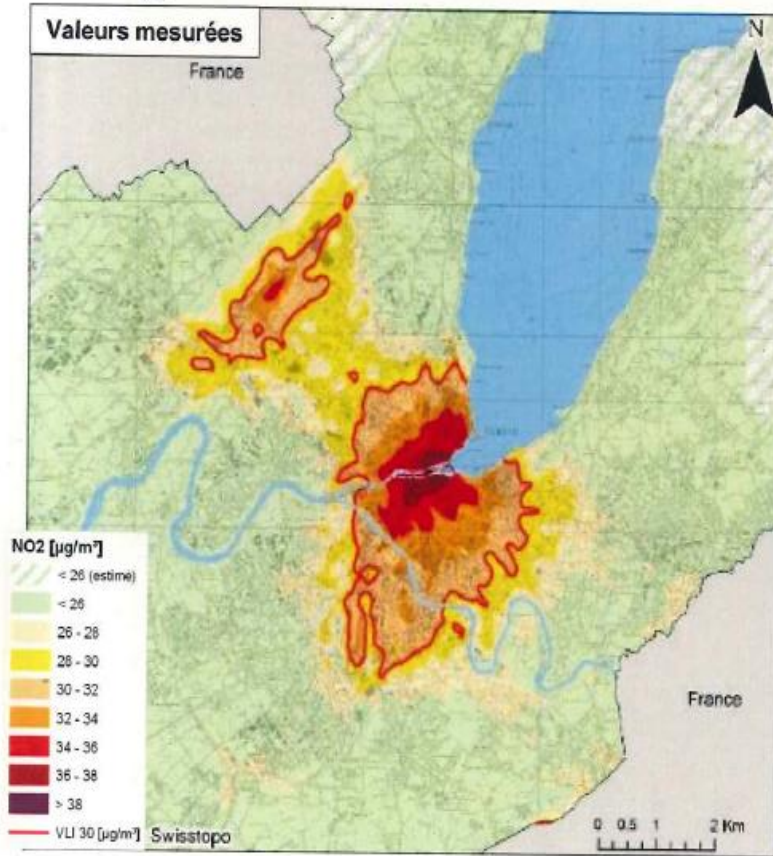 Valeurs mesurées
France
N
NO2 [µg/m³]
< 26 (estime)
< 26
26 - 28
28 - 30
30 - 32
32 - 34
34 - 36
36 - 38
> 38
VLI 30 [µg/m³]
Swisstopo
France
0 0.5 1 2 Km